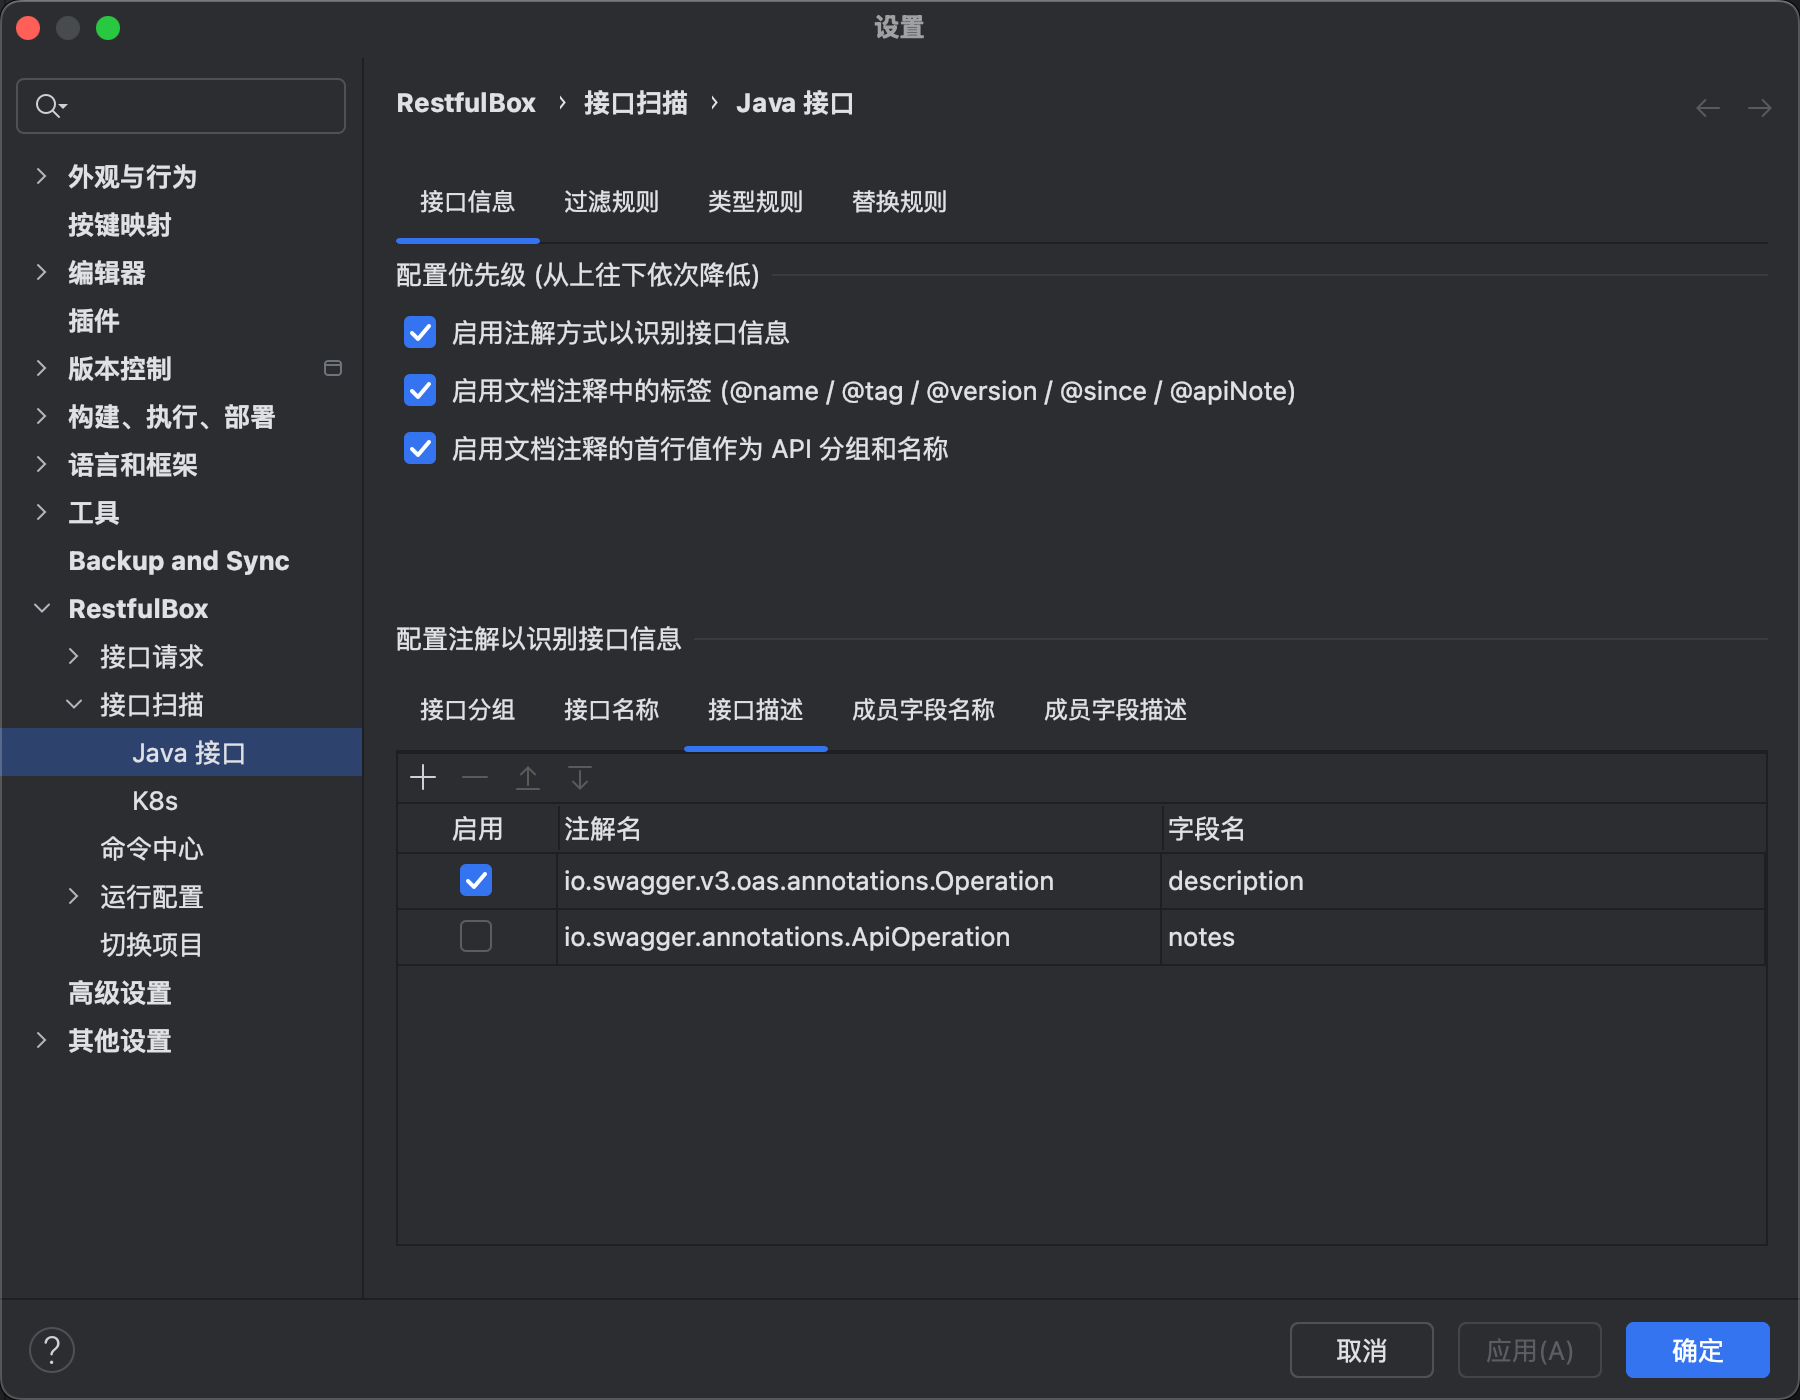 设置
外观与行为
按键映射
编辑器
插件
版本控制
构建、执行、部署
语言和框架
工具
Backup and Sync
RestfulBox
接口请求
接口扫描
Java 接口
K8s
命令中心
运行配置
切换项目
高级设置
其他设置
RestfulBox › 接口扫描 › Java 接口
接口信息 过滤规则 类型规则 替换规则
配置优先级 (从上往下依次降低)
启用注解方式以识别接口信息
启用文档注释中的标签 (@name / @tag / @version / @since / @apiNote)
启用文档注释的首行值作为 API 分组和名称
配置注解以识别接口信息
接口分组 接口名称 接口描述 成员字段名称 成员字段描述
启用 注解名 字段名
io.swagger.v3.oas.annotations.Operation description
io.swagger.annotations.ApiOperation notes
? 取消 应用(A) 确定